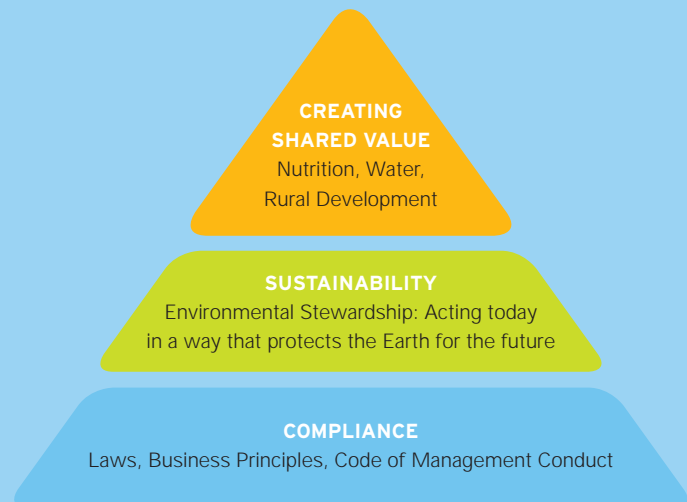 CREATING
SHARED VALUE
Nutrition, Water,
Rural Development
SUSTAINABILITY
Environmental Stewardship: Acting today
in a way that protects the Earth for the future
COMPLIANCE
Laws, Business Principles, Code of Management Conduct